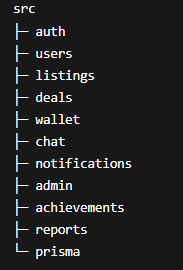 src
├─ auth
├─ users
├─ listings
├─ deals
├─ wallet
├─ chat
├─ notifications
├─ admin
├─ achievements
├─ reports
└─ prisma